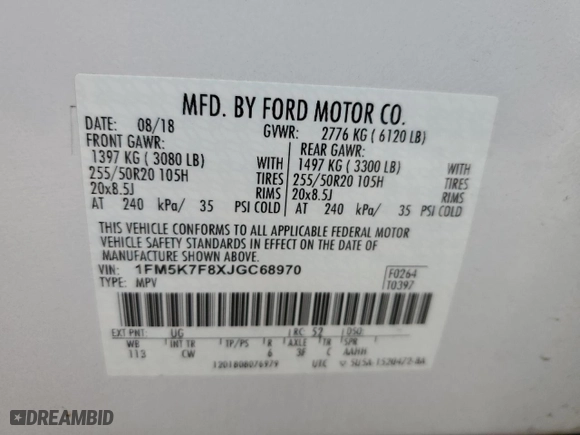 MFD. BY FORD MOTOR CO.
DATE: 08/18 GVWR: 2776 KG ( 6120 LB)
FRONT GAWR: REAR GAWR:
1397 KG ( 3080 LB) WITH 1497 KG ( 3300 LB) WITH
255/50R20 105H TIRES 255/50R20 105H TIRES
20x8.5J RIMS 20x8.5J RIMS
AT 240 kPa/ 35 PSI COLD AT 240 kPa/ 35 PSI COLD
THIS VEHICLE CONFORMS TO ALL APPLICABLE FEDERAL MOTOR
VEHICLE SAFETY STANDARDS IN EFFECT ON THE DATE OF
MANUFACTURE SHOWN ABOVE.
VIN: 1FM5K7F8XJGC68970 F0264
TYPE: MPV T0397
EXT PNT: UG RC: 52 DSO:
WB INT TR TP/PS R AXLE TR SPR
113 CW 6 3F C AAHH
1201808076979 UTC
DREAMBID